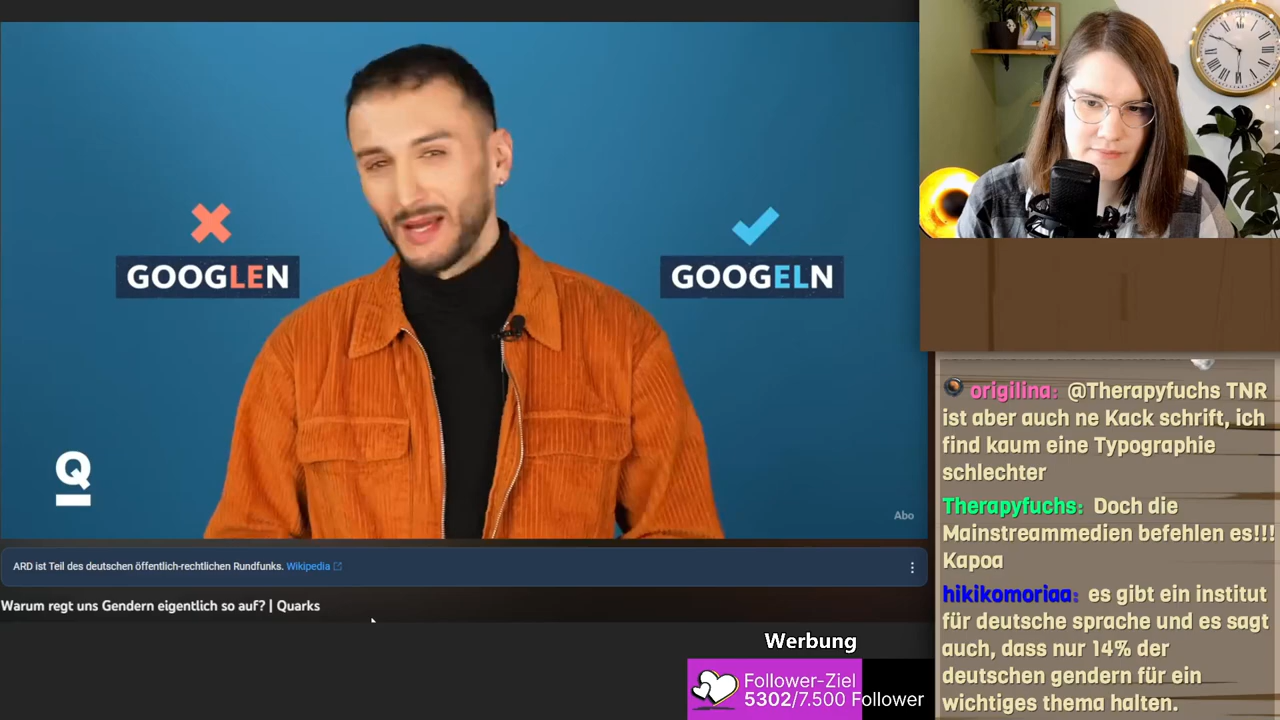 GOOGLEN
GOOGELN
Q
Abo
ARD ist Teil des deutschen öffentlich-rechtlichen Rundfunks. Wikipedia
Warum regt uns Gendern eigentlich so auf? | Quarks
Werbung
Follower-Ziel
5302/7.500 Follower
origilina: @Therapyfuchs TNR
ist aber auch ne Kack schrift, ich
find kaum eine Typographie
schlechter
Therapyfuchs: Doch die
Mainstreammedien befehlen es!!!
Kapoa
hikikomoriaa: es gibt ein institut
für deutsche sprache und es sagt
auch, dass nur 14% der
deutschen gendern für ein
wichtiges thema halten.